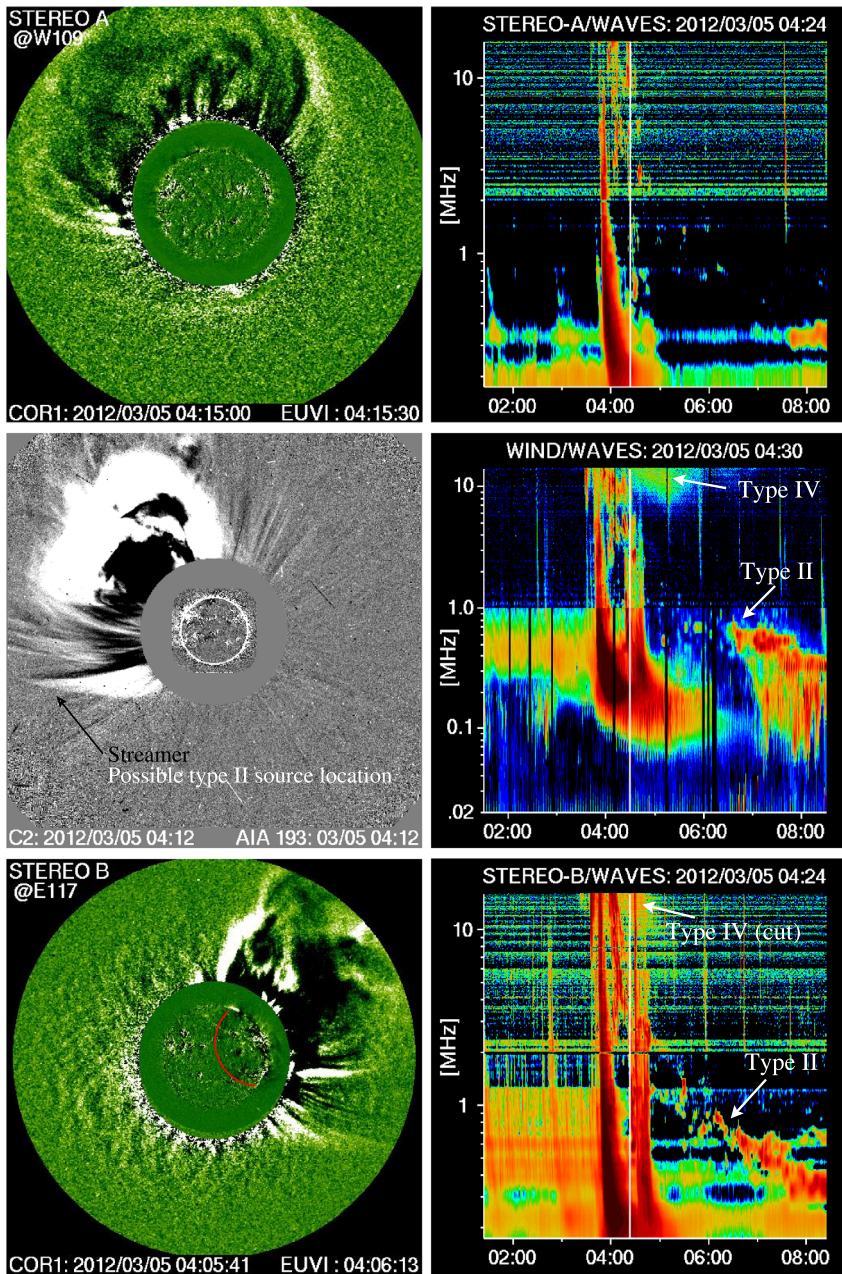 STEREO A
@W109
COR1: 2012/03/05 04:15:00 EUVI : 04:15:30
STEREO-A/WAVES: 2012/03/05 04:24
10
1
[MHz]
02:00 04:00 06:00 08:00
Streamer
Possible type II source location
C2: 2012/03/05 04:12 AIA 193: 03/05 04:12
WIND/WAVES: 2012/03/05 04:30
10
Type IV
Type II
1.0
[MHz]
0.1
.02
02:00 04:00 06:00 08:00
STEREO B
@E117
COR1: 2012/03/05 04:05:41 EUVI : 04:06:13
STEREO-B/WAVES: 2012/03/05 04:24
10
Type IV (cut)
[MHz]
Type II
1
02:00 04:00 06:00 08:00